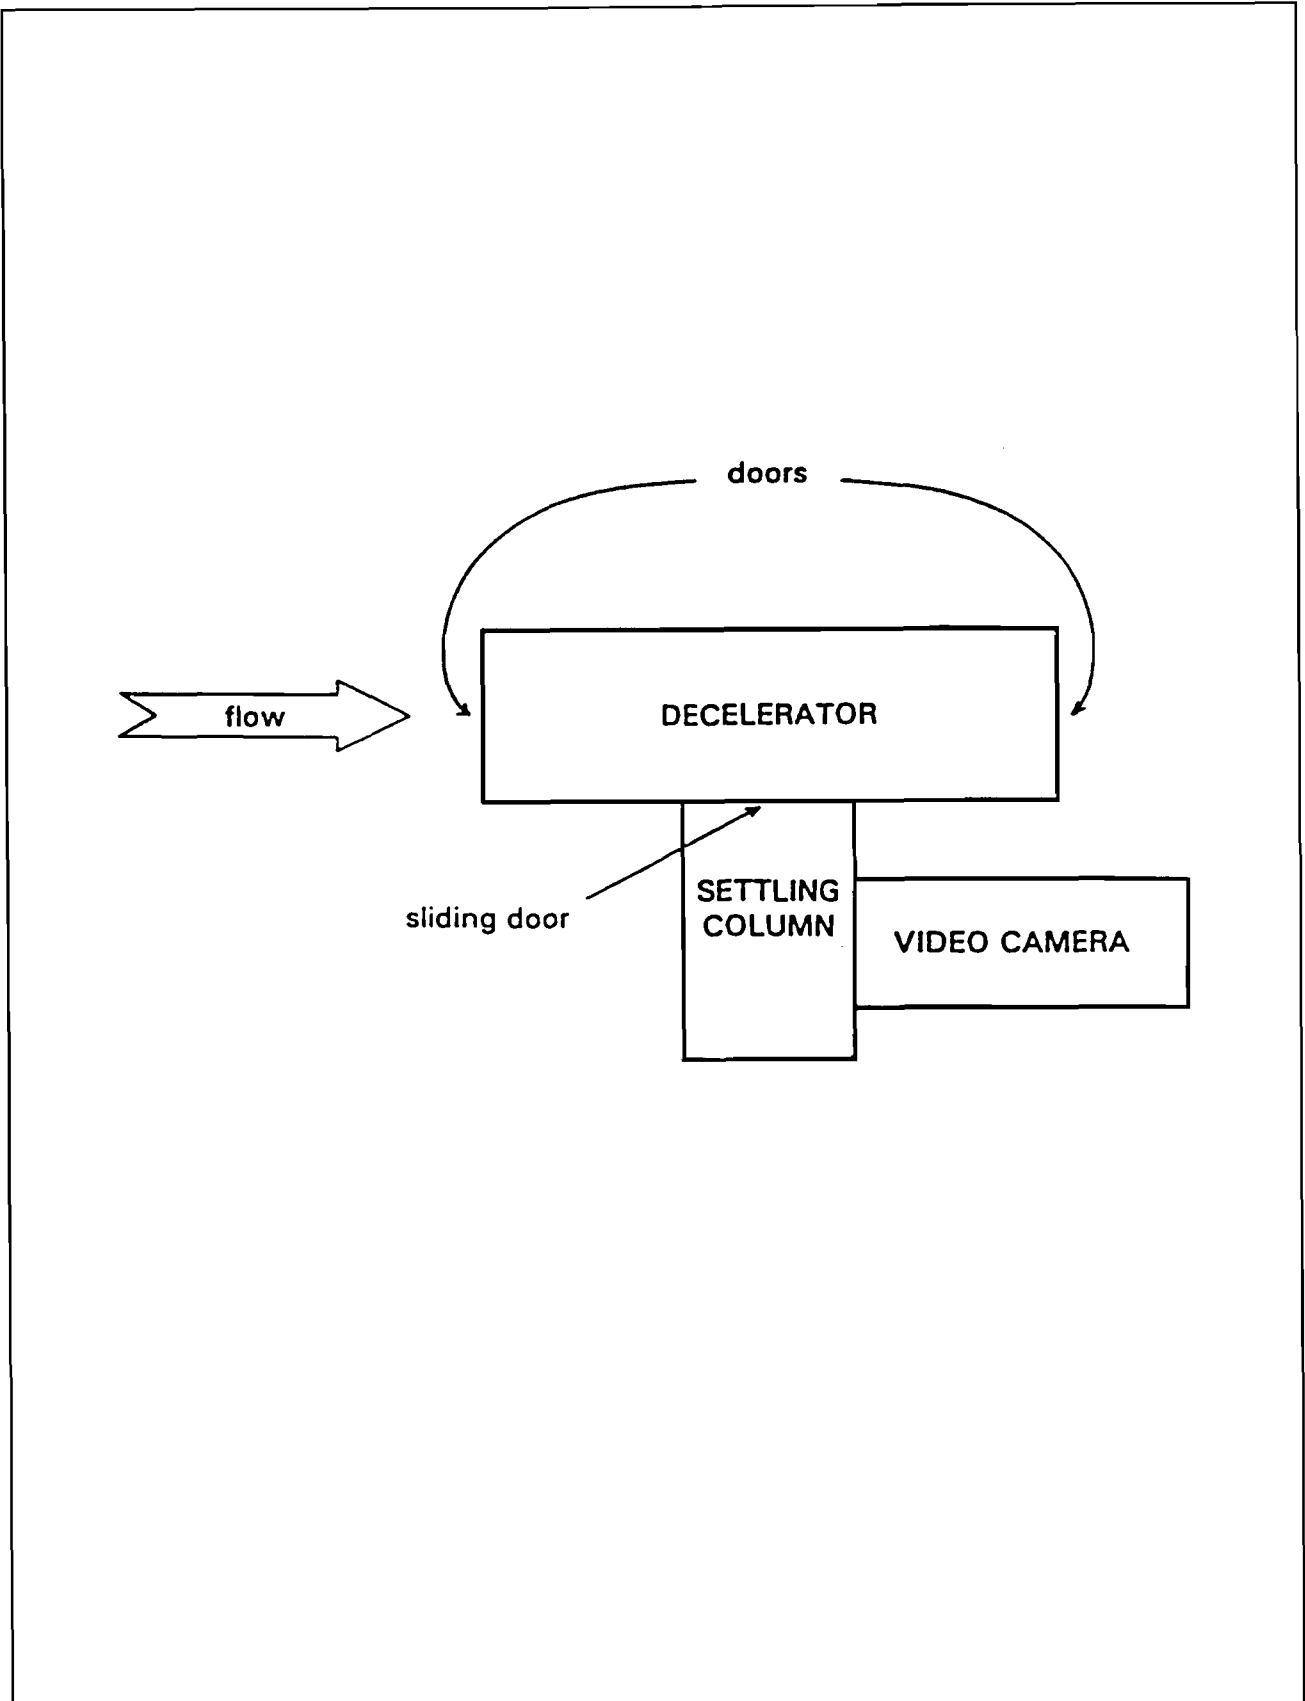 doors
flow
DECELERATOR
sliding door
SETTLING
COLUMN
VIDEO CAMERA